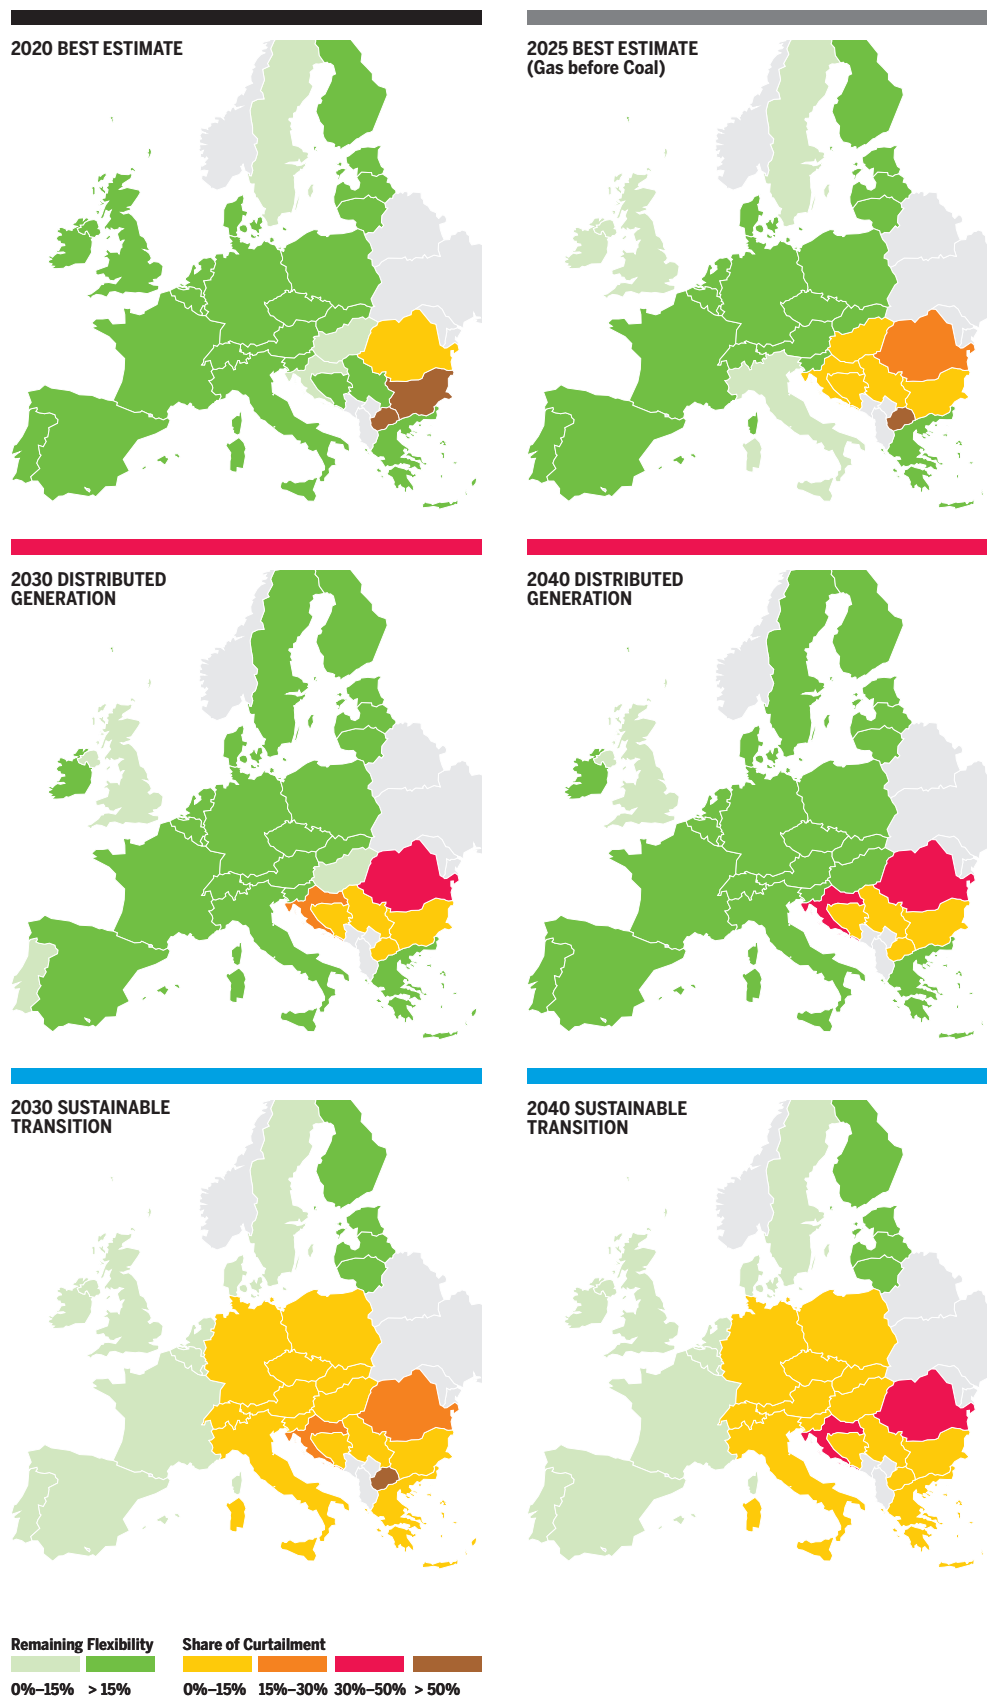 2020 BEST ESTIMATE
2025 BEST ESTIMATE
(Gas before Coal)
2030 DISTRIBUTED
GENERATION
2040 DISTRIBUTED
GENERATION
2030 SUSTAINABLE
TRANSITION
2040 SUSTAINABLE
TRANSITION
Remaining Flexibility
0%–15% > 15%
Share of Curtailment
0%–15% 15%–30% 30%–50% > 50%